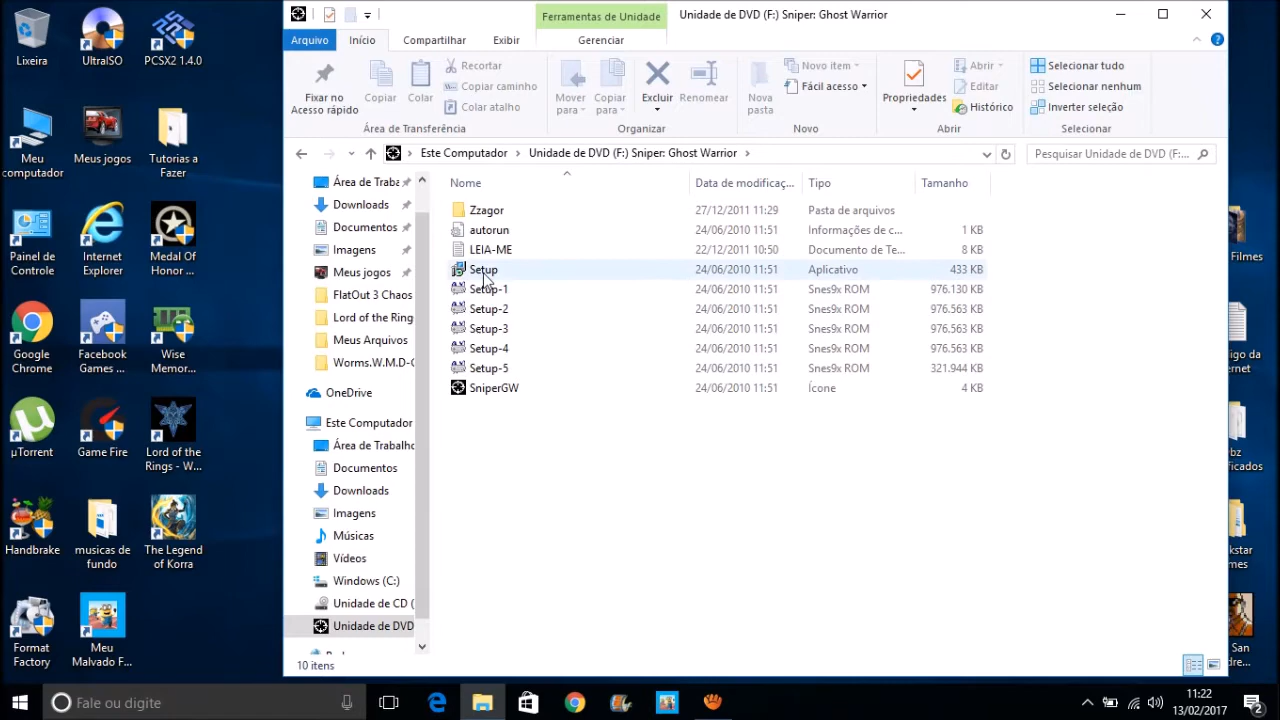 Lixeira
UltraISO
PCSX2 1.4.0
Meu
computador
Meus jogos
Tutorias a
Fazer
Painel de
Controle
Internet
Explorer
Medal Of
Honor ...
Google
Chrome
Facebook
Games ...
Wise
Memor...
µTorrent
Game Fire
Lord of the
Rings - W...
Handbrake
musicas de
fundo
The Legend
of Korra
Format
Factory
Meu
Malvado F...
Ferramentas de Unidade
Unidade de DVD (F:) Sniper: Ghost Warrior
Arquivo
Início
Compartilhar
Exibir
Gerenciar
Fixar no
Acesso rápido
Copiar
Colar
Recortar
Copiar caminho
Colar atalho
Área de Transferência
Mover
para
Copiar
para
Excluir
Renomear
Organizar
Nova
pasta
Novo item
Fácil acesso
Novo
Propriedades
Abrir
Editar
Histórico
Abrir
Selecionar tudo
Selecionar nenhum
Inverter seleção
Selecionar
Este Computador > Unidade de DVD (F:) Sniper: Ghost Warrior >
Pesquisar Unidade de DVD (F:...
Área de Traba
Downloads
Documentos
Imagens
Meus jogos
FlatOut 3 Chaos
Lord of the Ring
Meus Arquivos
Worms.W.M.D-C
OneDrive
Este Computador
Área de Trabalho
Documentos
Downloads
Imagens
Músicas
Vídeos
Windows (C:)
Unidade de CD (
Unidade de DVD
Nome Data de modificaç... Tipo Tamanho
Zzagor 27/12/2011 11:29 Pasta de arquivos
autorun 24/06/2010 11:51 Informações de c... 1 KB
LEIA-ME 22/12/2011 10:50 Documento de Te... 8 KB
Setup 24/06/2010 11:51 Aplicativo 433 KB
Setup-1 24/06/2010 11:51 Snes9x ROM 976.130 KB
Setup-2 24/06/2010 11:51 Snes9x ROM 976.563 KB
Setup-3 24/06/2010 11:51 Snes9x ROM 976.563 KB
Setup-4 24/06/2010 11:51 Snes9x ROM 976.563 KB
Setup-5 24/06/2010 11:51 Snes9x ROM 321.944 KB
SniperGW 24/06/2010 11:51 Ícone 4 KB
10 itens
Filmes
igo da
ernet
bz
ificados
kstar
mes
San
dre...
Fale ou digite
11:22
13/02/2017
2